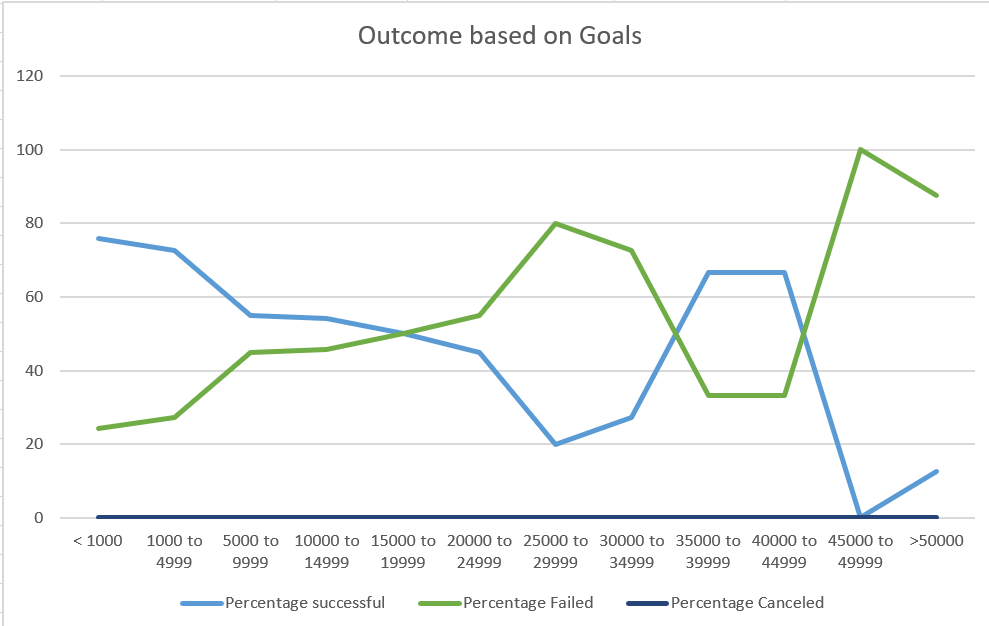 Outcome based on Goals
120
100
80
60
40
20
0
< 1000
1000 to
4999
5000 to
9999
10000 to
14999
15000 to
19999
20000 to
24999
25000 to
29999
30000 to
34999
35000 to
39999
40000 to
44999
45000 to
49999
>50000
Percentage successful
Percentage Failed
Percentage Canceled